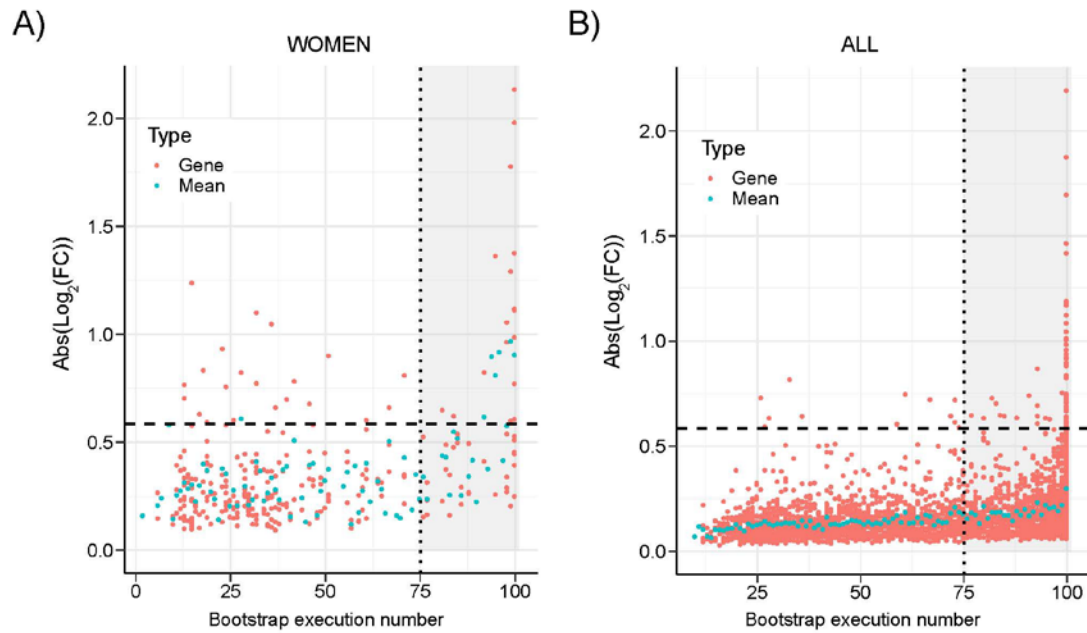 A)
WOMEN
Abs(Log2(FC))
2.0
1.5
1.0
0.5
0.0
Type
Gene
Mean
0 25 50 75 100
Bootstrap execution number
B)
ALL
Abs(Log2(FC))
2.0
1.5
1.0
0.5
0.0
Type
Gene
Mean
25 50 75 100
Bootstrap execution number